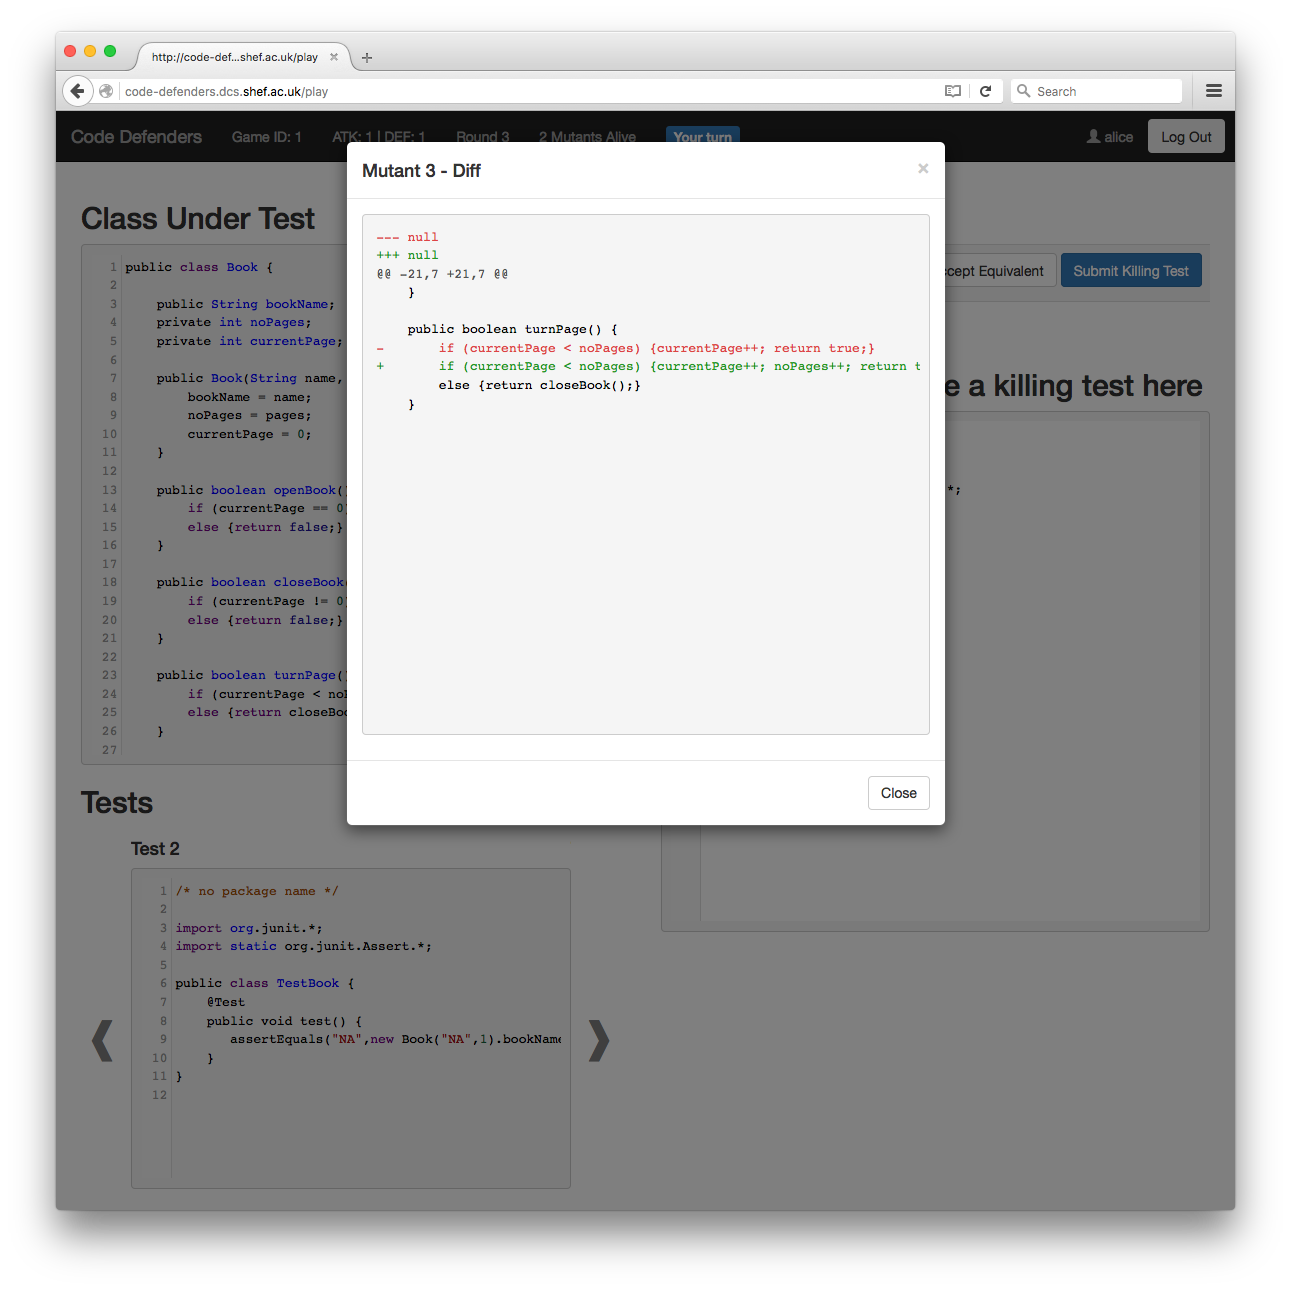 http://code-def...shef.ac.uk/play
code-defenders.dcs.shef.ac.uk/play
Search
Code Defenders
Game ID: 1
ATK: 1 | DEF: 1
Round 3
2 Mutants Alive
Your turn
alice
Log Out
Mutant 3 - Diff
×
--- null
+++ null
@@ -21,7 +21,7 @@
    }
    public boolean turnPage() {
-       if (currentPage < noPages) {currentPage++; return true;}
+       if (currentPage < noPages) {currentPage++; noPages++; return t
        else {return closeBook();}
    }
Close
Class Under Test
1 public class Book {
2
3     public String bookName;
4     private int noPages;
5     private int currentPage;
6
7     public Book(String name,
8         bookName = name;
9         noPages = pages;
10         currentPage = 0;
11     }
12
13     public boolean openBook(
14         if (currentPage == 0
15         else {return false;}
16     }
17
18     public boolean closeBook
19         if (currentPage != 0
20         else {return false;}
21     }
22
23     public boolean turnPage(
24         if (currentPage < noP
25         else {return closeBo
26     }
27
cept Equivalent
Submit Killing Test
e a killing test here
*;
Tests
Test 2
1 /* no package name */
2
3 import org.junit.*;
4 import static org.junit.Assert.*;
5
6 public class TestBook {
7     @Test
8     public void test() {
9        assertEquals("NA",new Book("NA",1).bookName
10     }
11 }
12